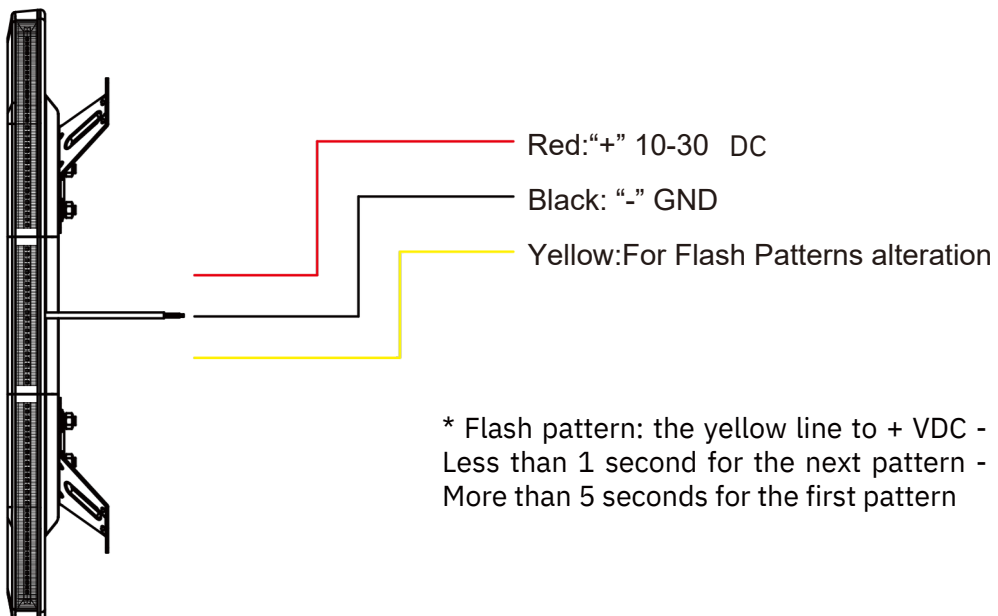 Red:“+” 10-30 DC
Black: “-” GND
Yellow:For Flash Patterns alteration
* Flash pattern: the yellow line to + VDC -
Less than 1 second for the next pattern -
More than 5 seconds for the first pattern